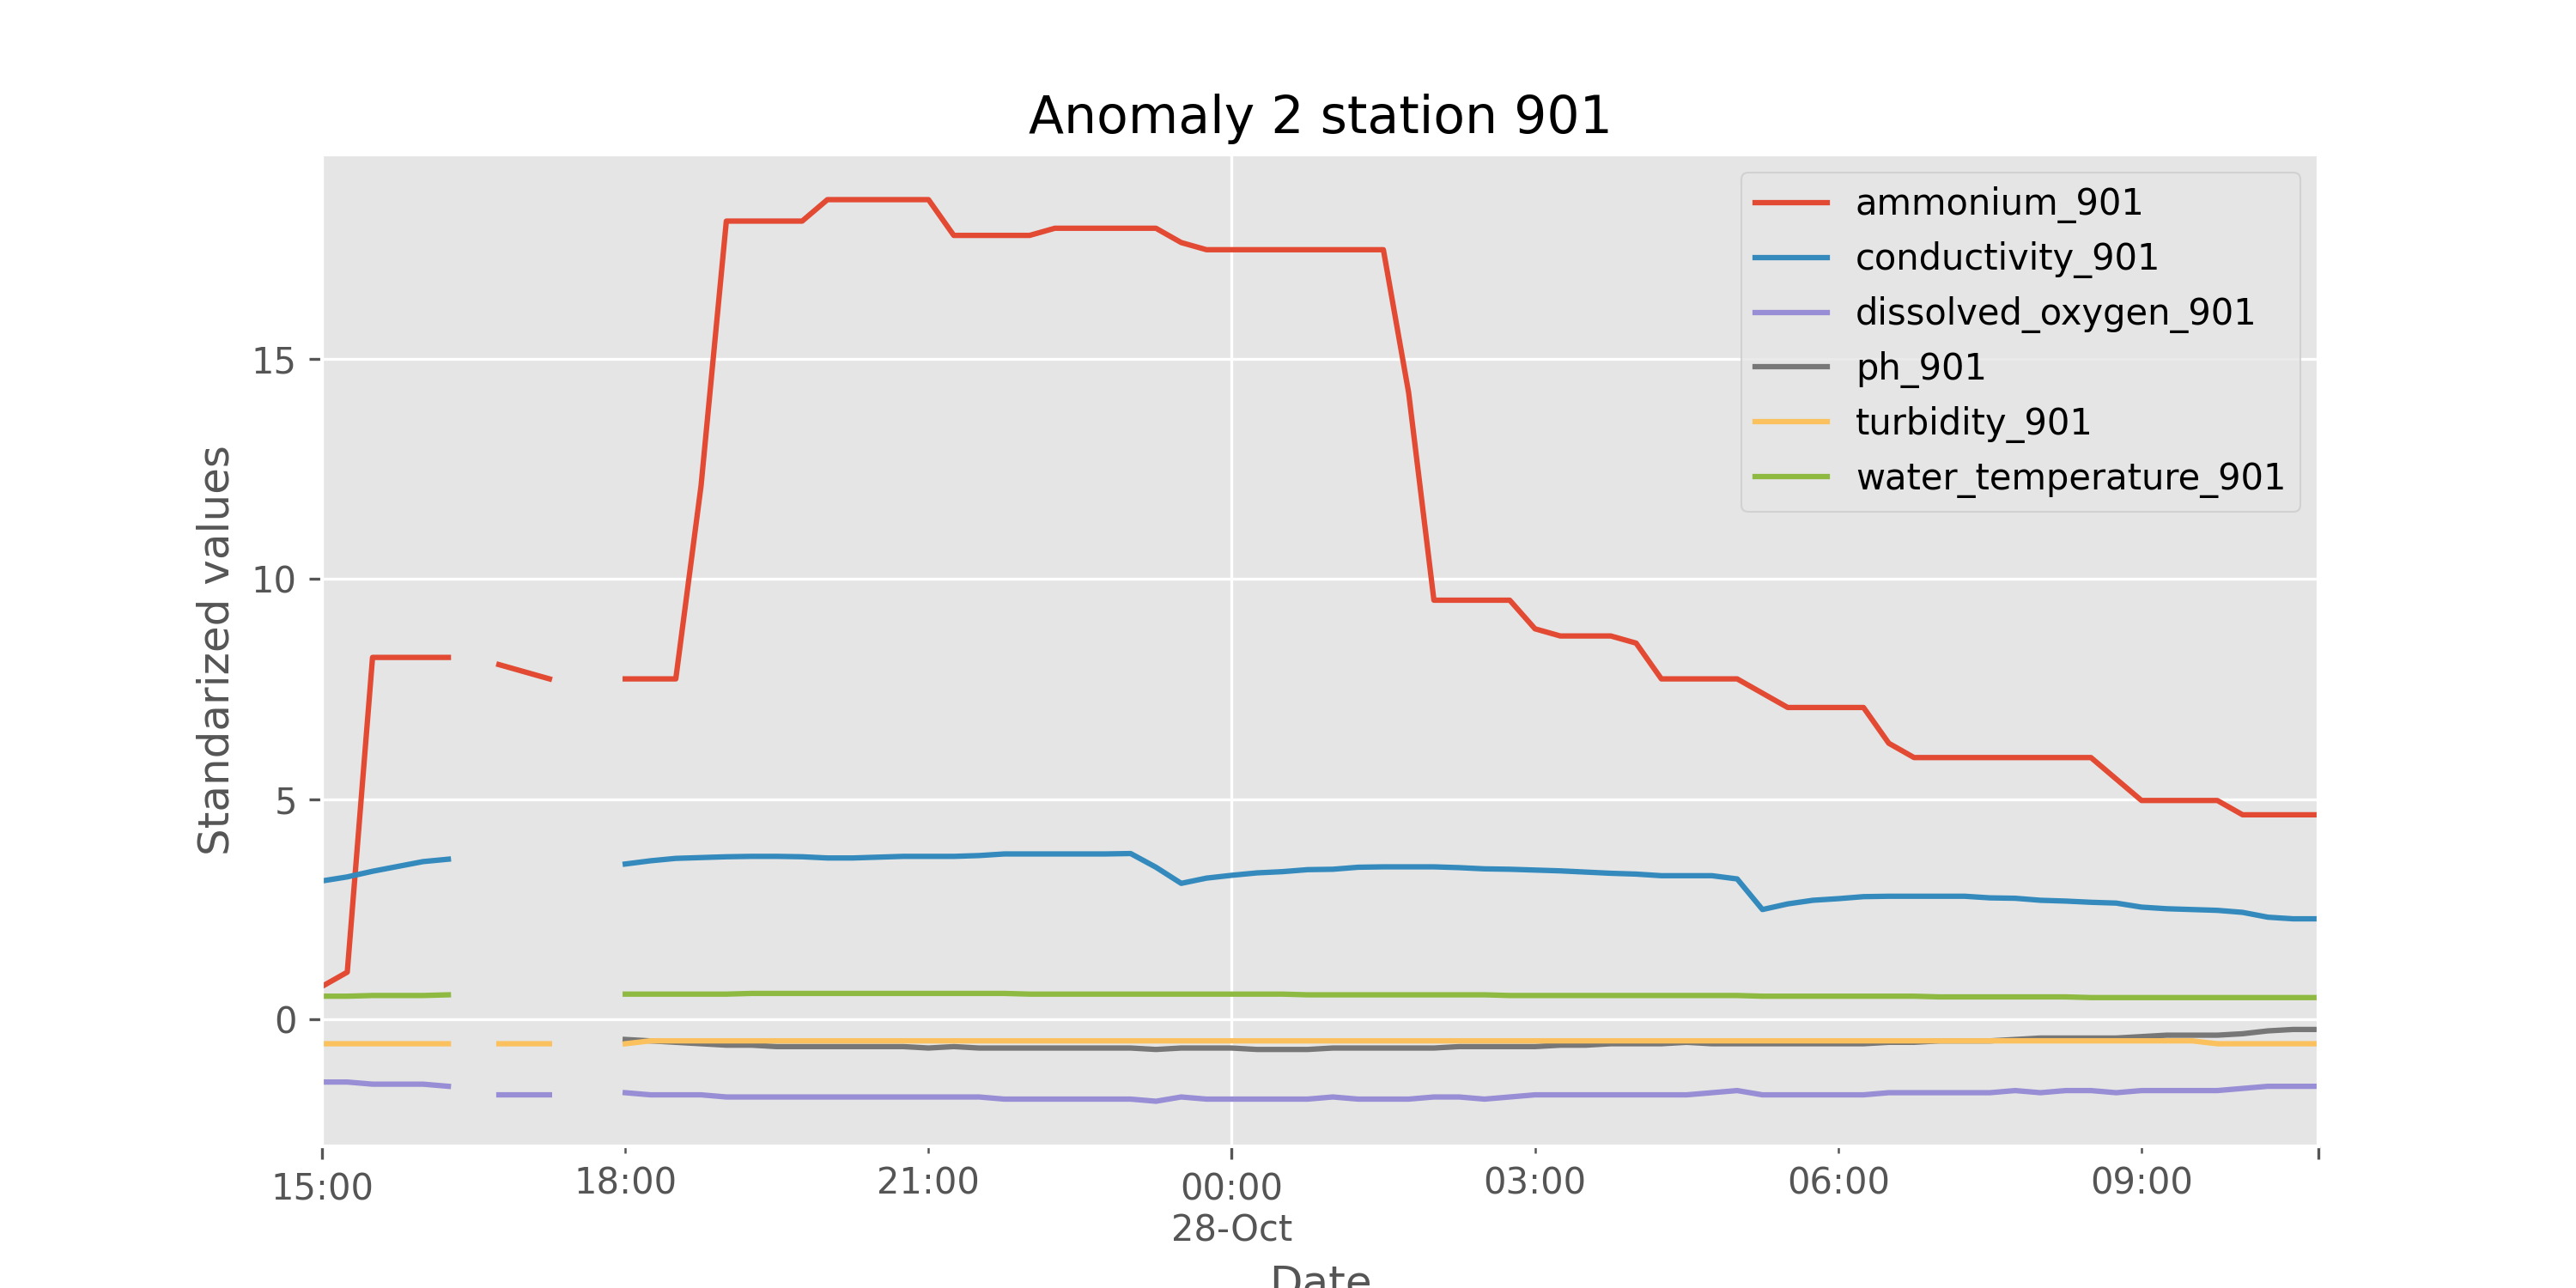 Anomaly 2 station 901
ammonium_901
conductivity_901
dissolved_oxygen_901
ph_901
turbidity_901
water_temperature_901
Standarized values
15
10
5
0
15:00 18:00 21:00 00:00 03:00 06:00 09:00
28-Oct
Date